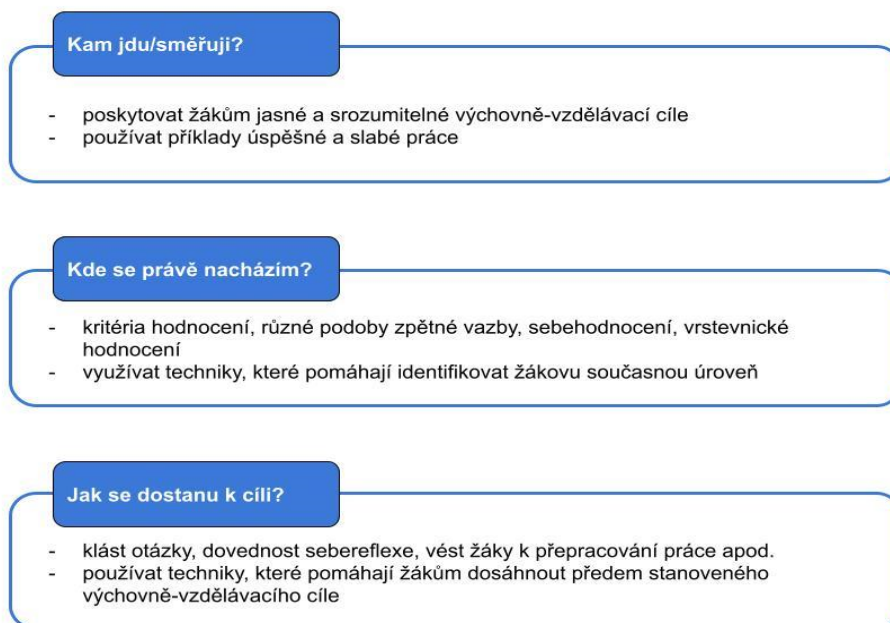 Kam jdu/směřuji?
- poskytovat žákům jasné a srozumitelné výchovně-vzdělávací cíle
- používat příklady úspěšné a slabé práce
Kde se právě nacházím?
- kritéria hodnocení, různé podoby zpětné vazby, sebehodnocení, vrstevnické
hodnocení
- využívat techniky, které pomáhají identifikovat žákovu současnou úroveň
Jak se dostanu k cíli?
- klást otázky, dovednost sebereflexe, vést žáky k přepracování práce apod.
- používat techniky, které pomáhají žákům dosáhnout předem stanoveného
výchovně-vzdělávacího cíle